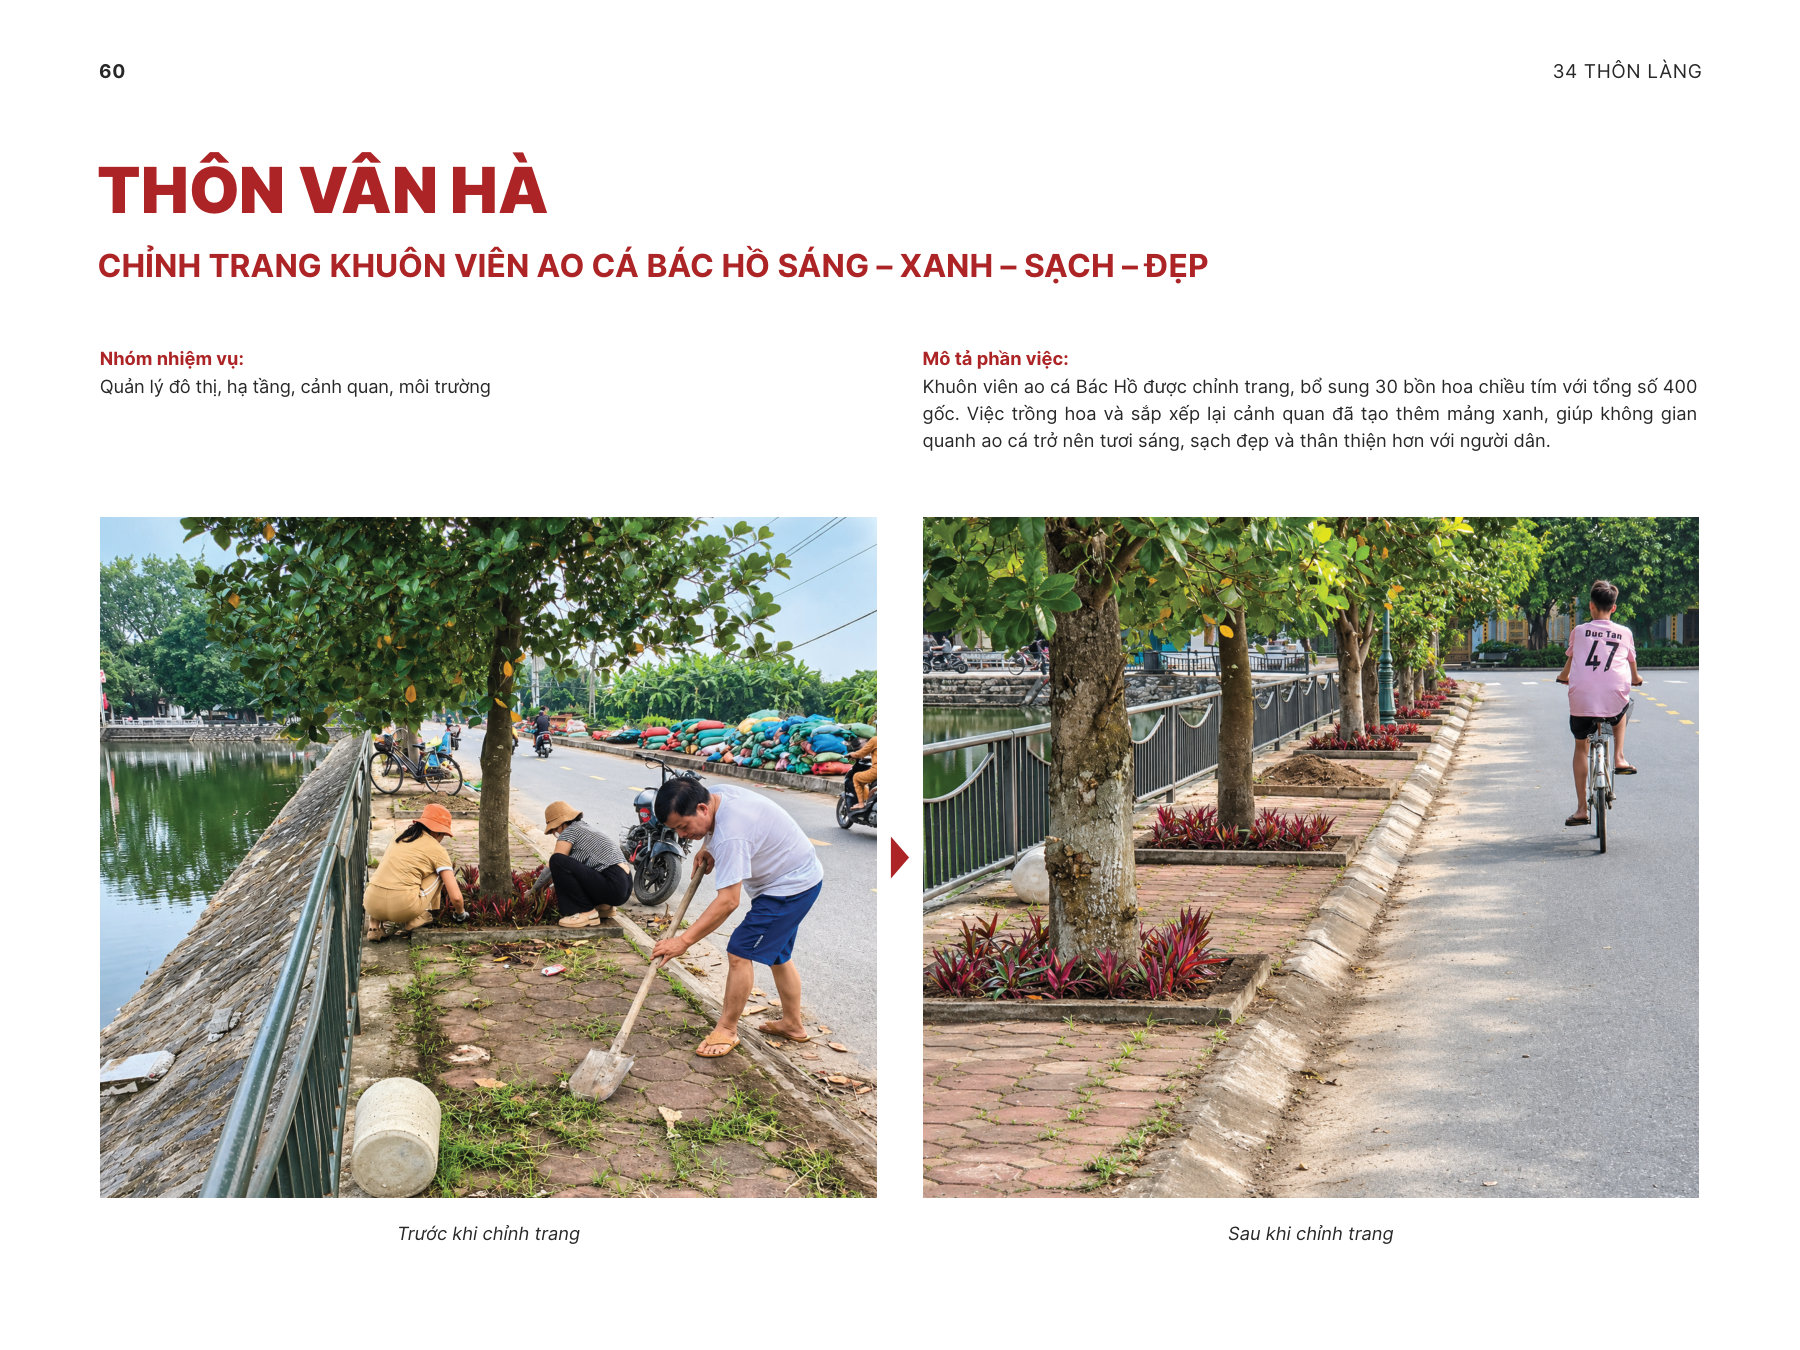 60
34 THÔN LÀNG
THÔN VÂN HÀ
CHỈNH TRANG KHUÔN VIÊN AO CÁ BÁC HỒ SÁNG – XANH – SẠCH – ĐẸP
Nhóm nhiệm vụ:
Quản lý đô thị, hạ tầng, cảnh quan, môi trường
Mô tả phần việc:
Khuôn viên ao cá Bác Hồ được chỉnh trang, bổ sung 30 bồn hoa chiều tím với tổng số 400
gốc. Việc trồng hoa và sắp xếp lại cảnh quan đã tạo thêm mảng xanh, giúp không gian
quanh ao cá trở nên tươi sáng, sạch đẹp và thân thiện hơn với người dân.
Đuc Tan
47
Trước khi chỉnh trang
Sau khi chỉnh trang